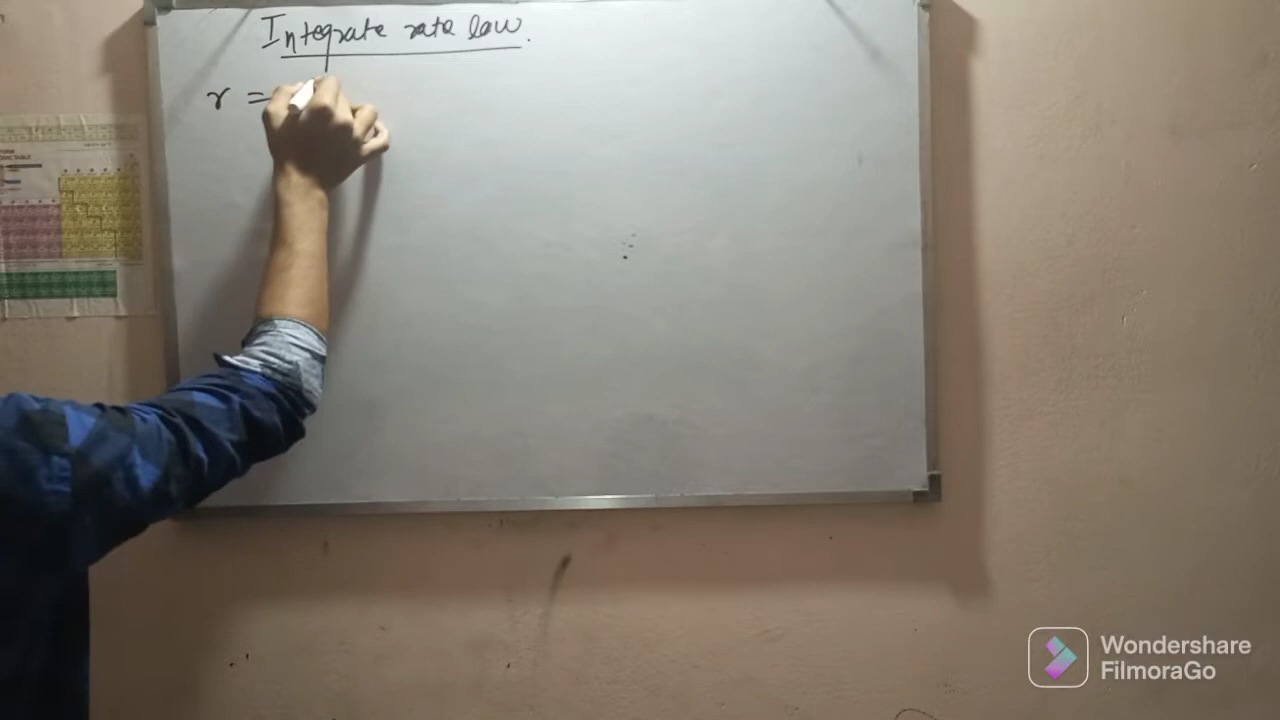 Integrate rate law.
r =
Wondershare
FilmoraGo